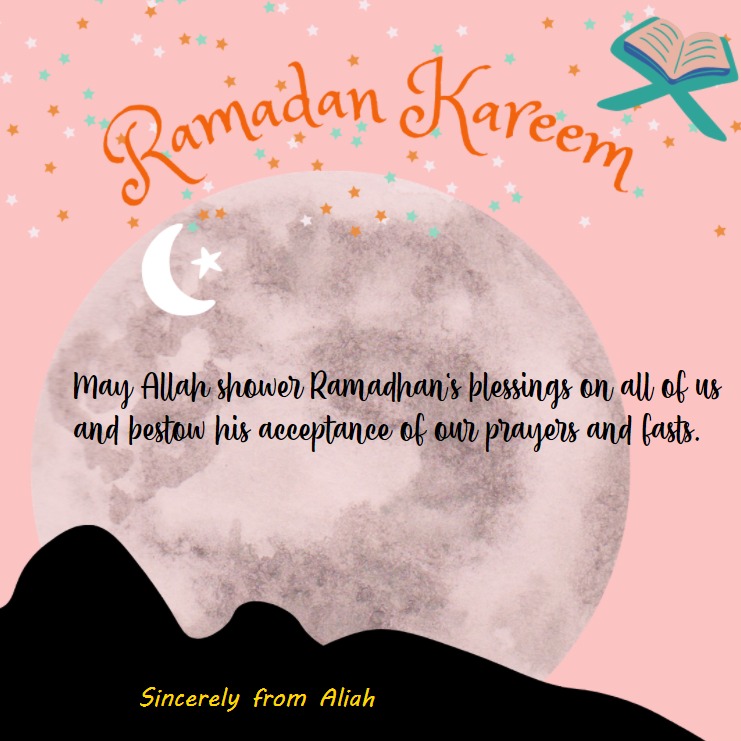 Ramadan Kareem
May Allah shower Ramadhan's blessings on all of us
and bestow his acceptance of our prayers and fasts.
Sincerely from Aliah